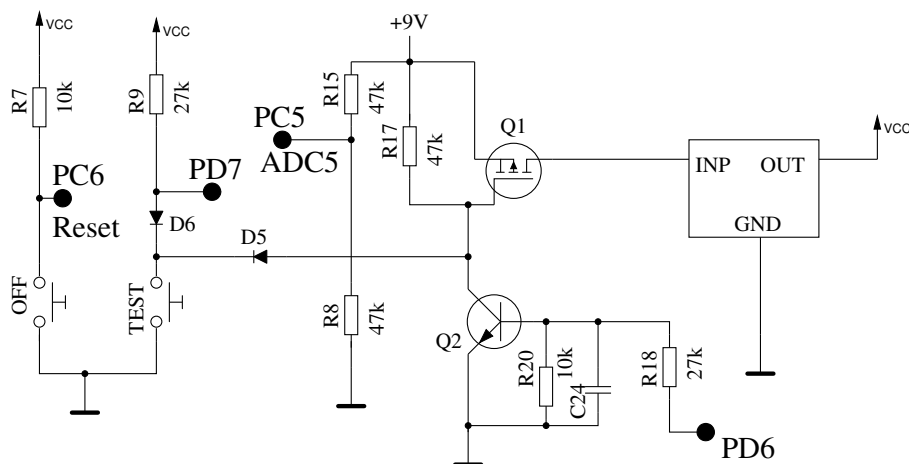 VCC
R7
10k
PC6
Reset
OFF
VCC
R9
27k
PD7
D6
TEST
D5
+9V
R15
47k
PC5
ADC5
R17
47k
R8
47k
Q1
Q2
R20
10k
C24
R18
27k
PD6
INP
OUT
GND
VCC